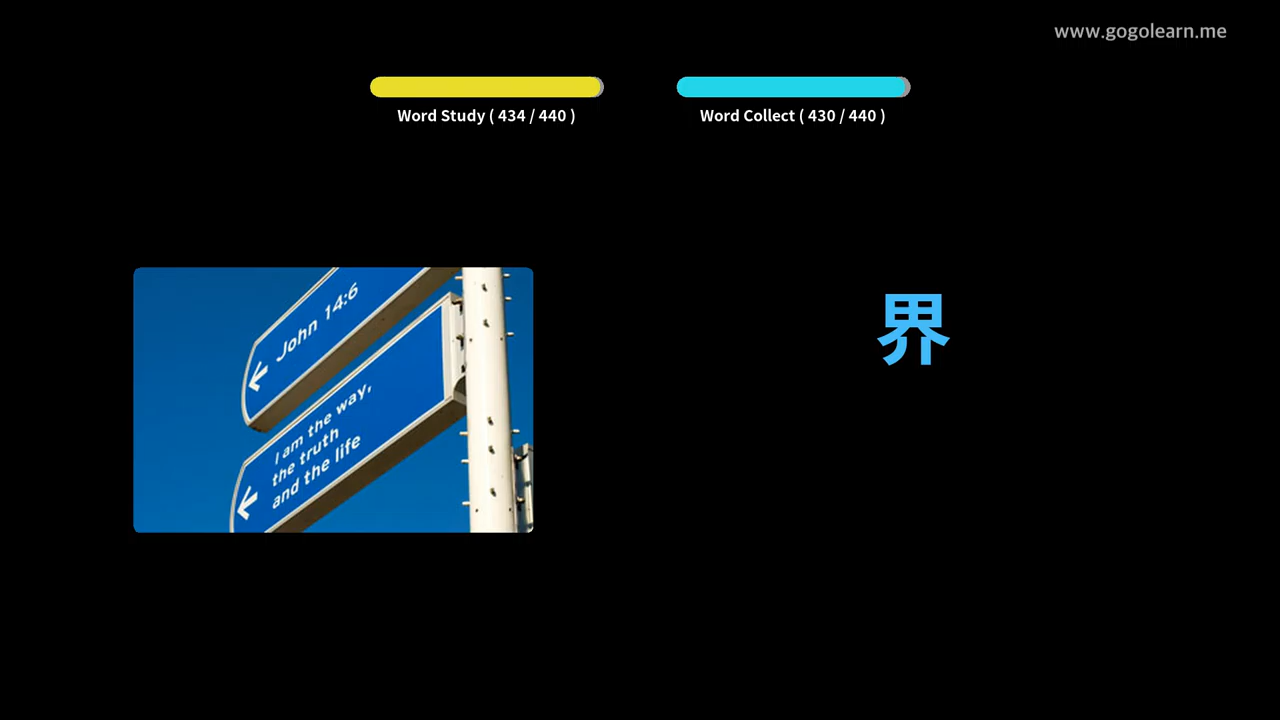 www.gogolearn.me
Word Study ( 434 / 440 )
Word Collect ( 430 / 440 )
John 14:6
I am the way,
the truth
and the life
界